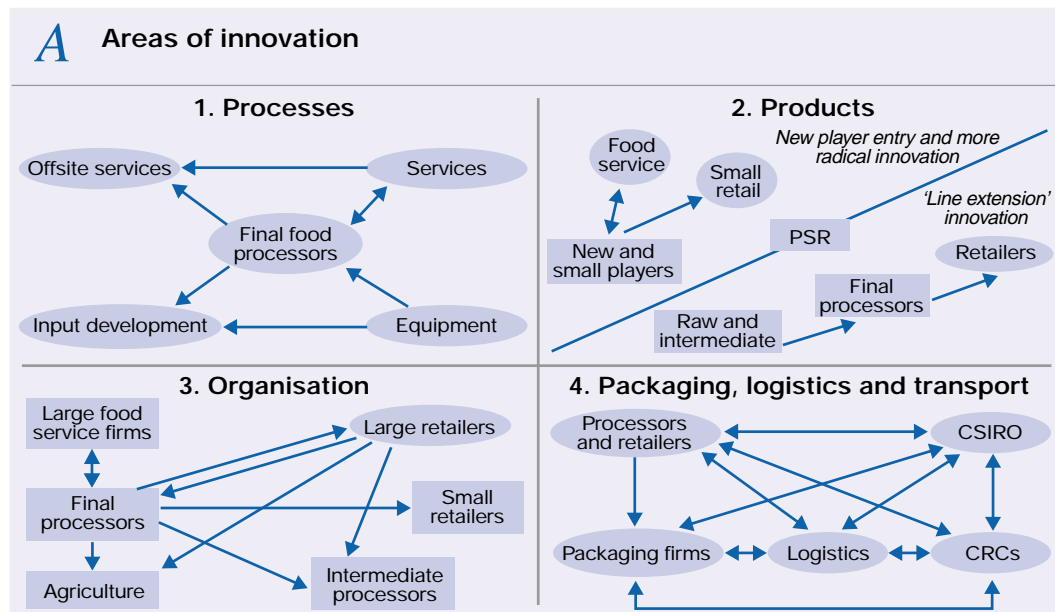 A Areas of innovation
1. Processes
Offsite services
Services
Final food
processors
Input development
Equipment
2. Products
New player entry and more
radical innovation
Food
service
Small
retail
'Line extension'
innovation
PSR
New and
small players
Retailers
Final
processors
Raw and
intermediate
3. Organisation
Large food
service firms
Large retailers
Final
processors
Small
retailers
Agriculture
Intermediate
processors
4. Packaging, logistics and transport
Processors
and retailers
CSIRO
Packaging firms
Logistics
CRCs